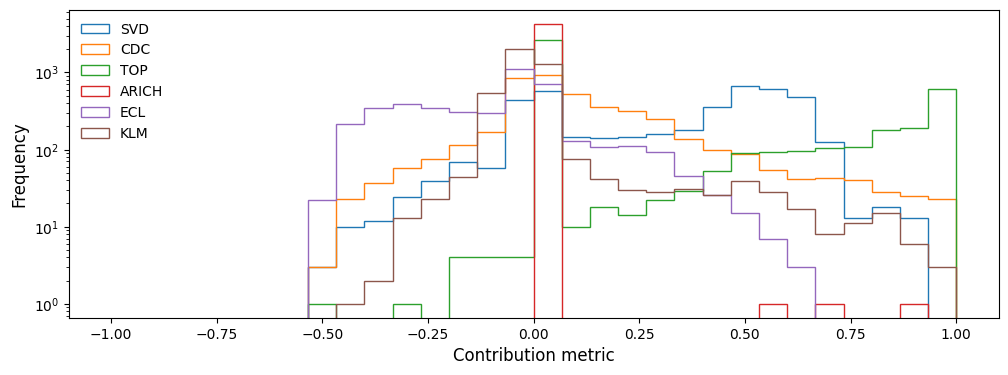 SVD
CDC
TOP
ARICH
ECL
KLM
Frequency
10³
10²
10¹
10⁰
−1.00 −0.75 −0.50 −0.25 0.00 0.25 0.50 0.75 1.00
Contribution metric